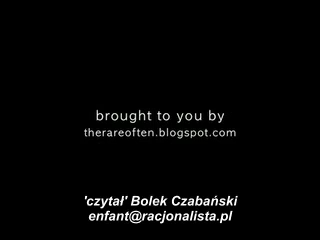 brought to you by
therareoften.blogspot.com
'czytał' Bolek Czabański
enfant@racjonalista.pl